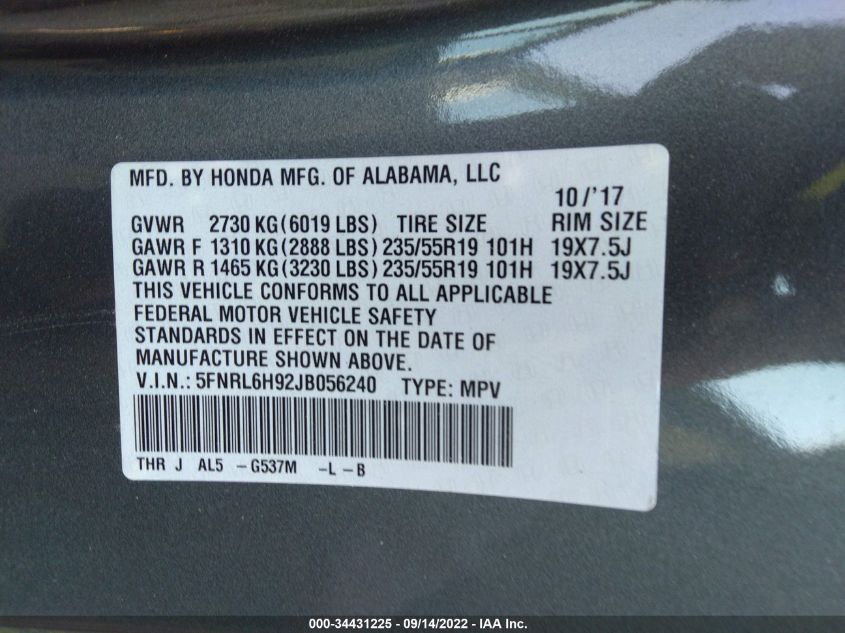 MFD. BY HONDA MFG. OF ALABAMA, LLC
10/'17
GVWR 2730 KG(6019 LBS) TIRE SIZE RIM SIZE
GAWR F 1310 KG(2888 LBS) 235/55R19 101H 19X7.5J
GAWR R 1465 KG(3230 LBS) 235/55R19 101H 19X7.5J
THIS VEHICLE CONFORMS TO ALL APPLICABLE
FEDERAL MOTOR VEHICLE SAFETY
STANDARDS IN EFFECT ON THE DATE OF
MANUFACTURE SHOWN ABOVE.
V.I.N.: 5FNRL6H92JB056240 TYPE: MPV
THR J AL5 -G537M -L-B
000-34431225 - 09/14/2022 - IAA Inc.